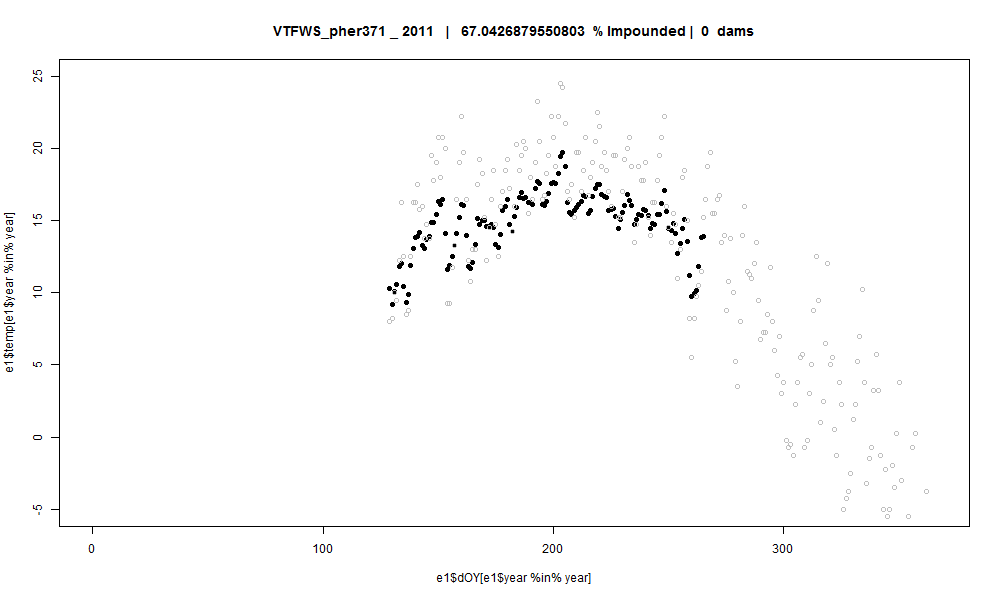 VTFWS_pher371 _ 2011 | 67.0426879550803 % Impounded | 0 dams
e1$temp[e1$year %in% year]
25
20
15
10
5
0
-5
0 100 200 300
e1$dOY[e1$year %in% year]